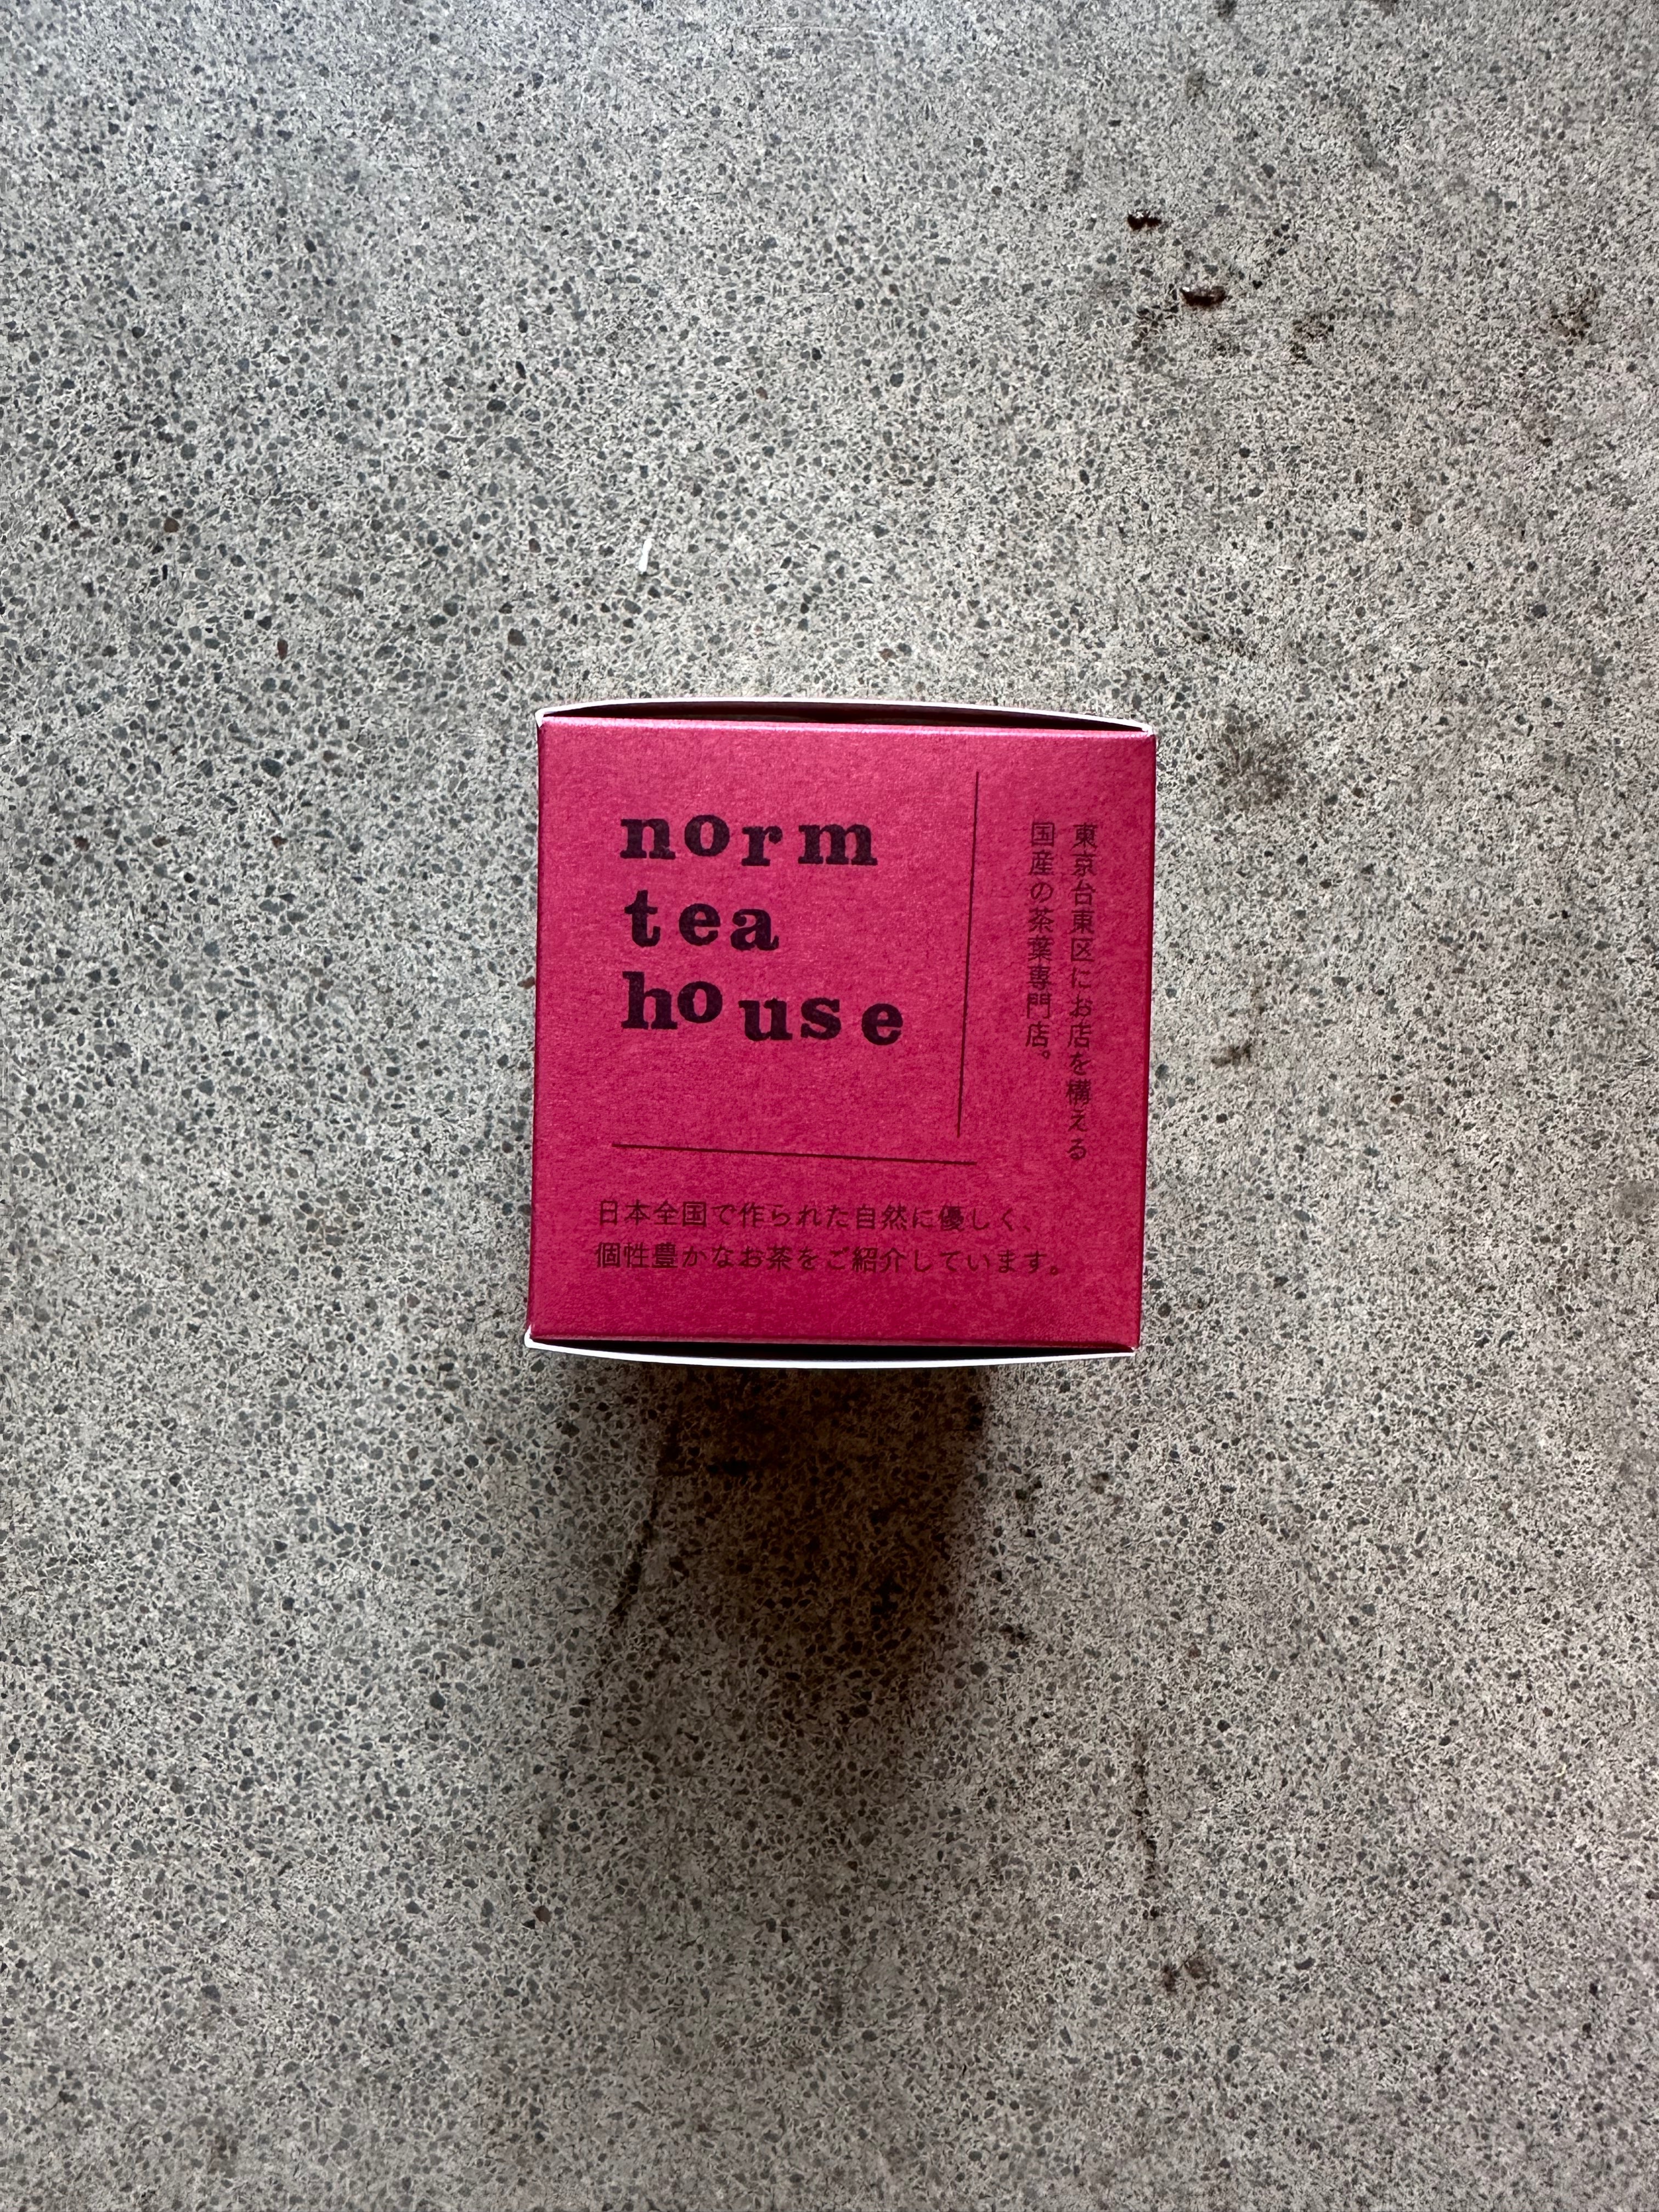 norm
tea
house
東京台東区にお店を構える
国産の茶葉専門店。
日本全国で作られた自然に優しく、
個性豊かなお茶をご紹介しています。